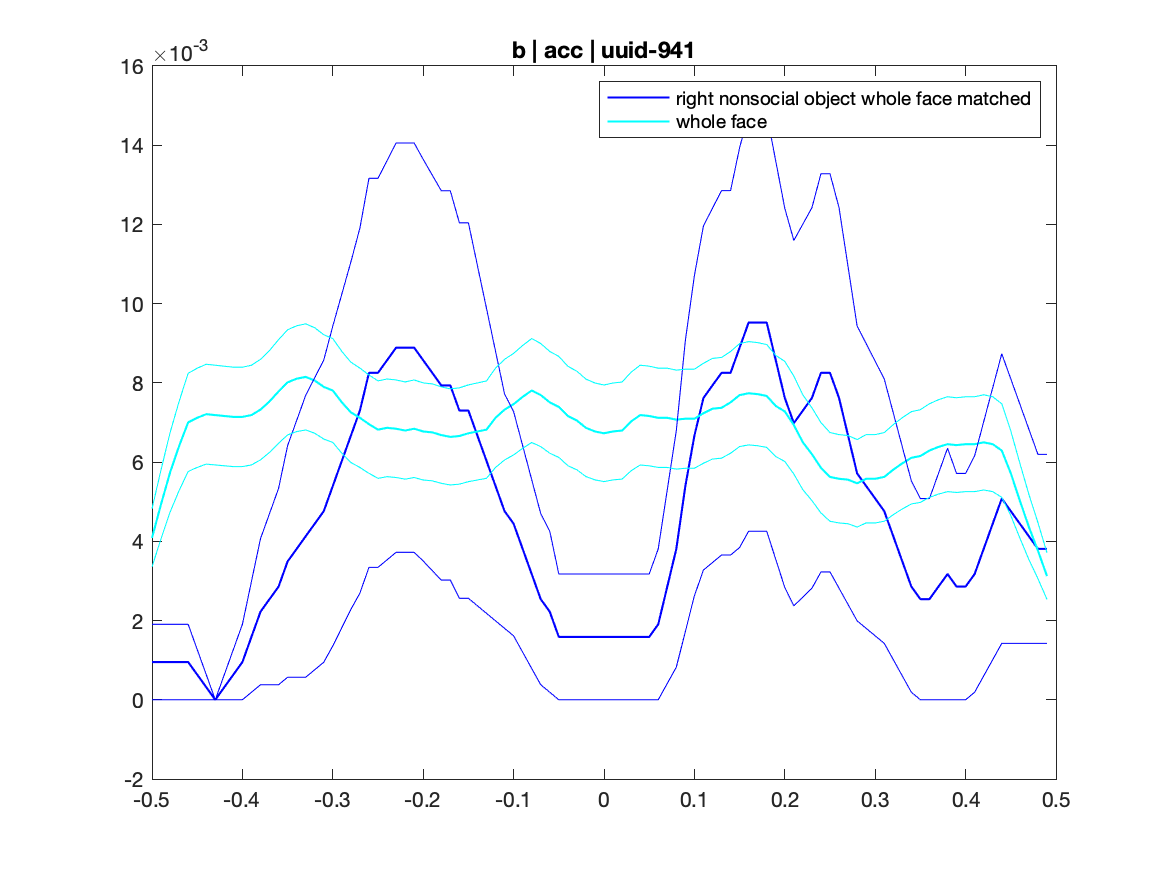 b | acc | uuid-941
×10-3
16
14
12
10
8
6
4
2
0
-2
right nonsocial object whole face matched
whole face
-0.5 -0.4 -0.3 -0.2 -0.1 0 0.1 0.2 0.3 0.4 0.5